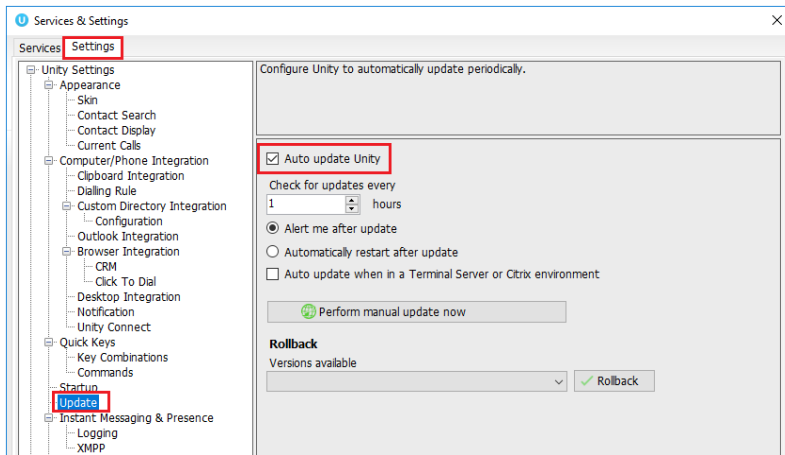 Services & Settings
Services Settings
Unity Settings
Appearance
Skin
Contact Search
Contact Display
Current Calls
Computer/Phone Integration
Clipboard Integration
Dialling Rule
Custom Directory Integration
Configuration
Outlook Integration
Browser Integration
CRM
Click To Dial
Desktop Integration
Notification
Unity Connect
Quick Keys
Key Combinations
Commands
Startup
Update
Instant Messaging & Presence
Logging
XMPP
Configure Unity to automatically update periodically.
Auto update Unity
Check for updates every
1 hours
Alert me after update
Automatically restart after update
Auto update when in a Terminal Server or Citrix environment
Perform manual update now
Rollback
Versions available
Rollback